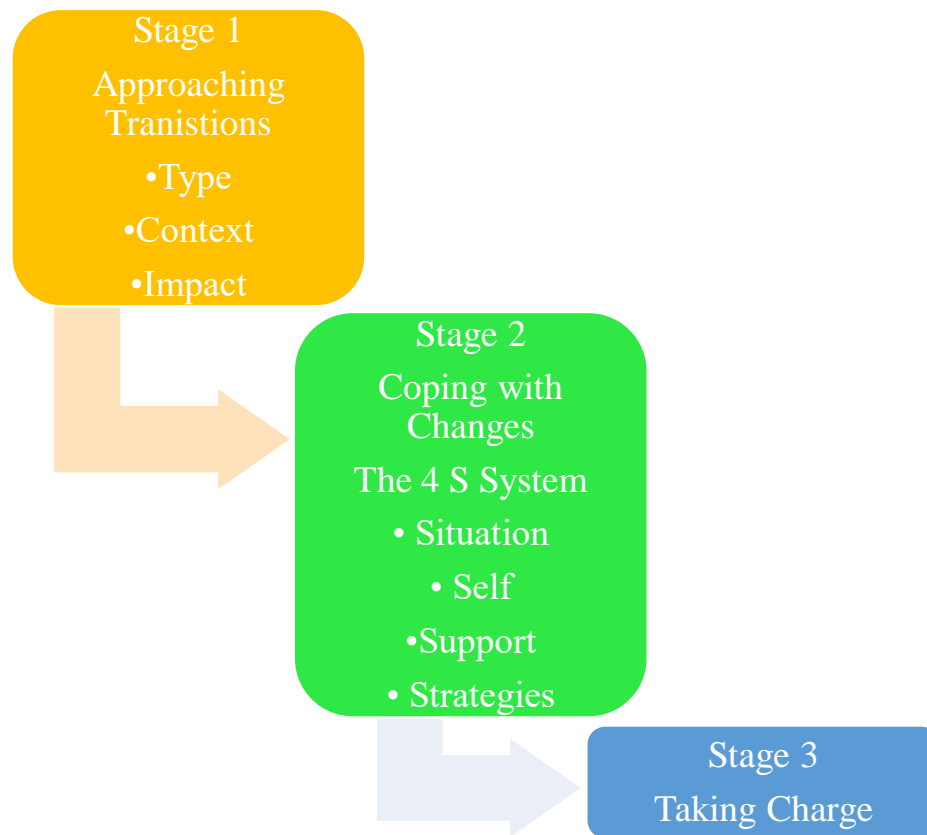 Stage 1
Approaching
Tranistions
•Type
•Context
•Impact
Stage 2
Coping with
Changes
The 4 S System
• Situation
• Self
•Support
• Strategies
Stage 3
Taking Charge